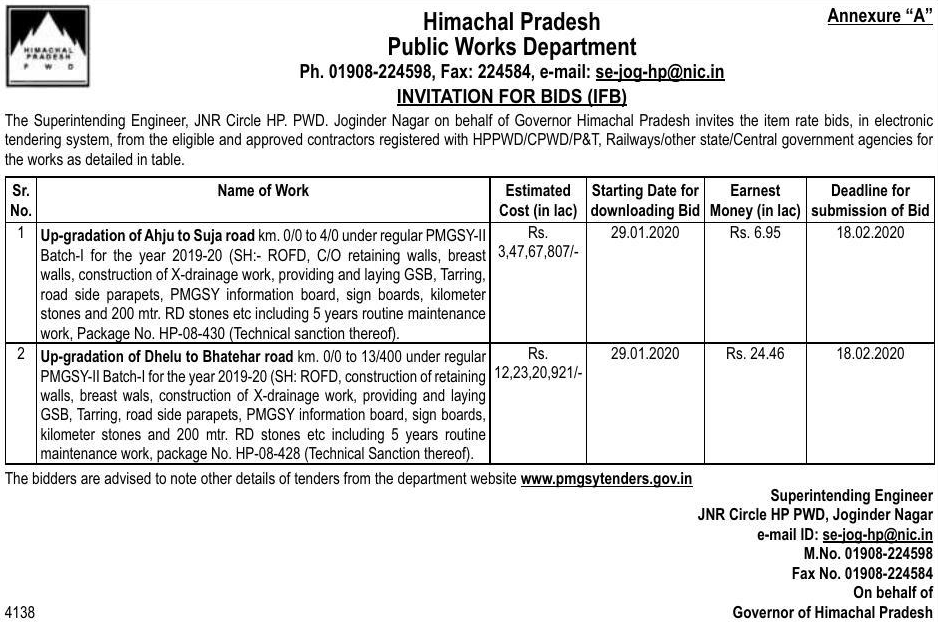 HIMACHAL
PRADESH
P W D
Annexure “A”
Himachal Pradesh
Public Works Department
Ph. 01908-224598, Fax: 224584, e-mail: se-jog-hp@nic.in
INVITATION FOR BIDS (IFB)
The Superintending Engineer, JNR Circle HP. PWD. Joginder Nagar on behalf of Governor Himachal Pradesh invites the item rate bids, in electronic
tendering system, from the eligible and approved contractors registered with HPPWD/CPWD/P&T, Railways/other state/Central government agencies for
the works as detailed in table.
Sr. No.
Name of Work
Estimated Cost (in lac)
Starting Date for downloading Bid
Earnest Money (in lac)
Deadline for submission of Bid
1
Up-gradation of Ahju to Suja road km. 0/0 to 4/0 under regular PMGSY-II
Batch-I for the year 2019-20 (SH:- ROFD, C/O retaining walls, breast
walls, construction of X-drainage work, providing and laying GSB, Tarring,
road side parapets, PMGSY information board, sign boards, kilometer
stones and 200 mtr. RD stones etc including 5 years routine maintenance
work, Package No. HP-08-430 (Technical sanction thereof).
Rs.
3,47,67,807/-
29.01.2020
Rs. 6.95
18.02.2020
2
Up-gradation of Dhelu to Bhatehar road km. 0/0 to 13/400 under regular
PMGSY-II Batch-I for the year 2019-20 (SH: ROFD, construction of retaining
walls, breast wals, construction of X-drainage work, providing and laying
GSB, Tarring, road side parapets, PMGSY information board, sign boards,
kilometer stones and 200 mtr. RD stones etc including 5 years routine
maintenance work, package No. HP-08-428 (Technical Sanction thereof).
Rs.
12,23,20,921/-
29.01.2020
Rs. 24.46
18.02.2020
The bidders are advised to note other details of tenders from the department website www.pmgsytenders.gov.in
Superintending Engineer
JNR Circle HP PWD, Joginder Nagar
e-mail ID: se-jog-hp@nic.in
M.No. 01908-224598
Fax No. 01908-224584
On behalf of
4138
Governor of Himachal Pradesh